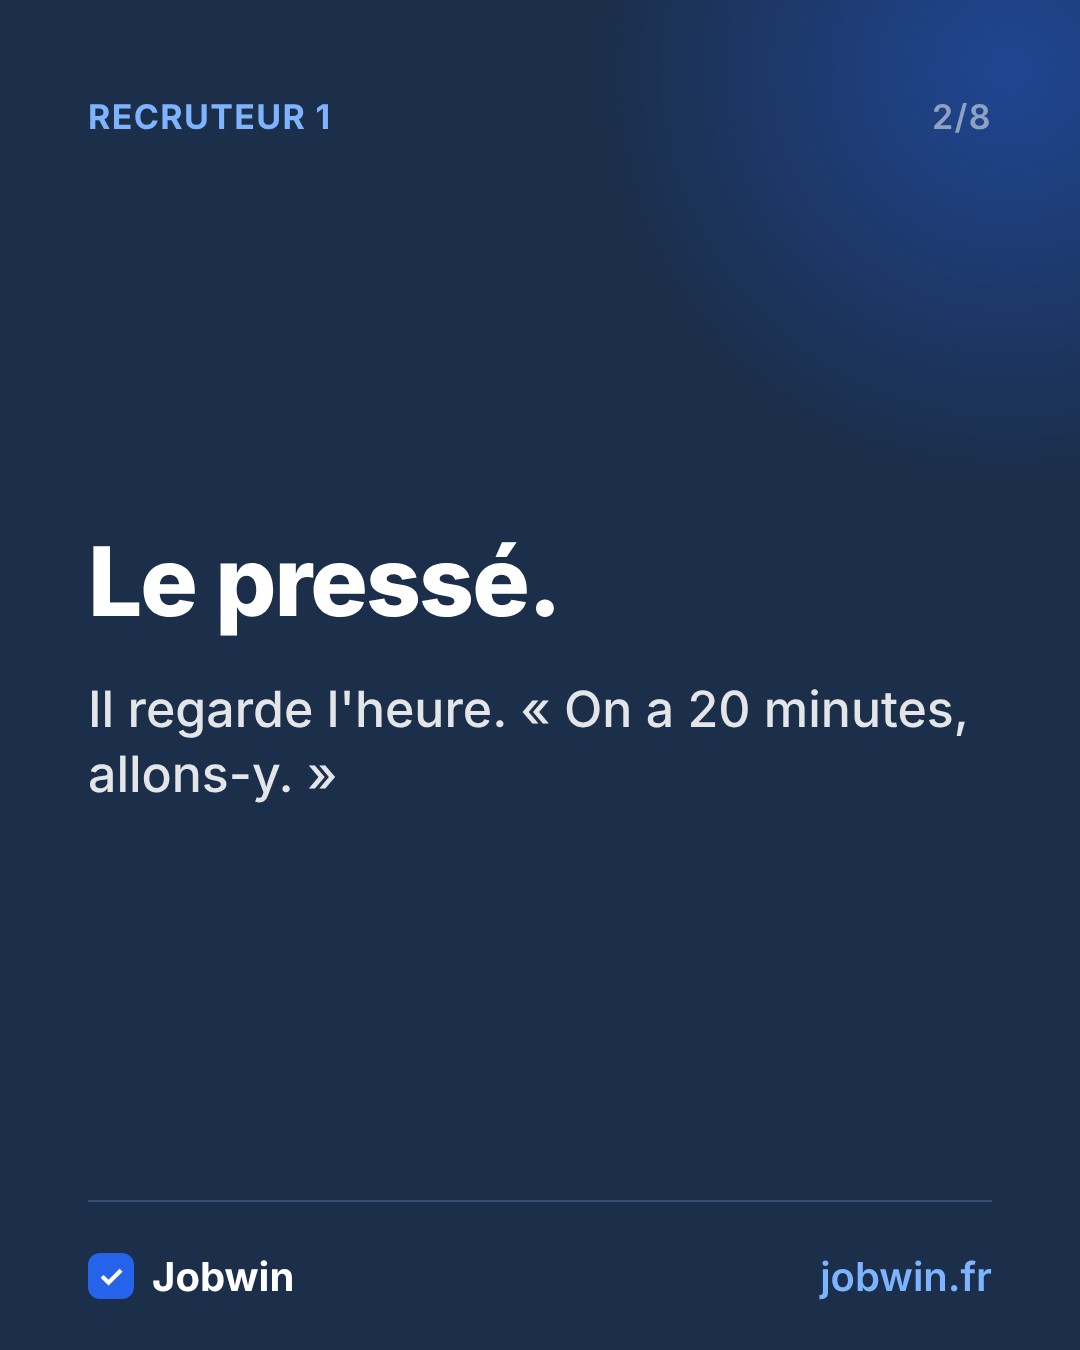 RECRUTEUR 1
2/8
Le pressé.
Il regarde l'heure. « On a 20 minutes,
allons-y. »
Jobwin
jobwin.fr